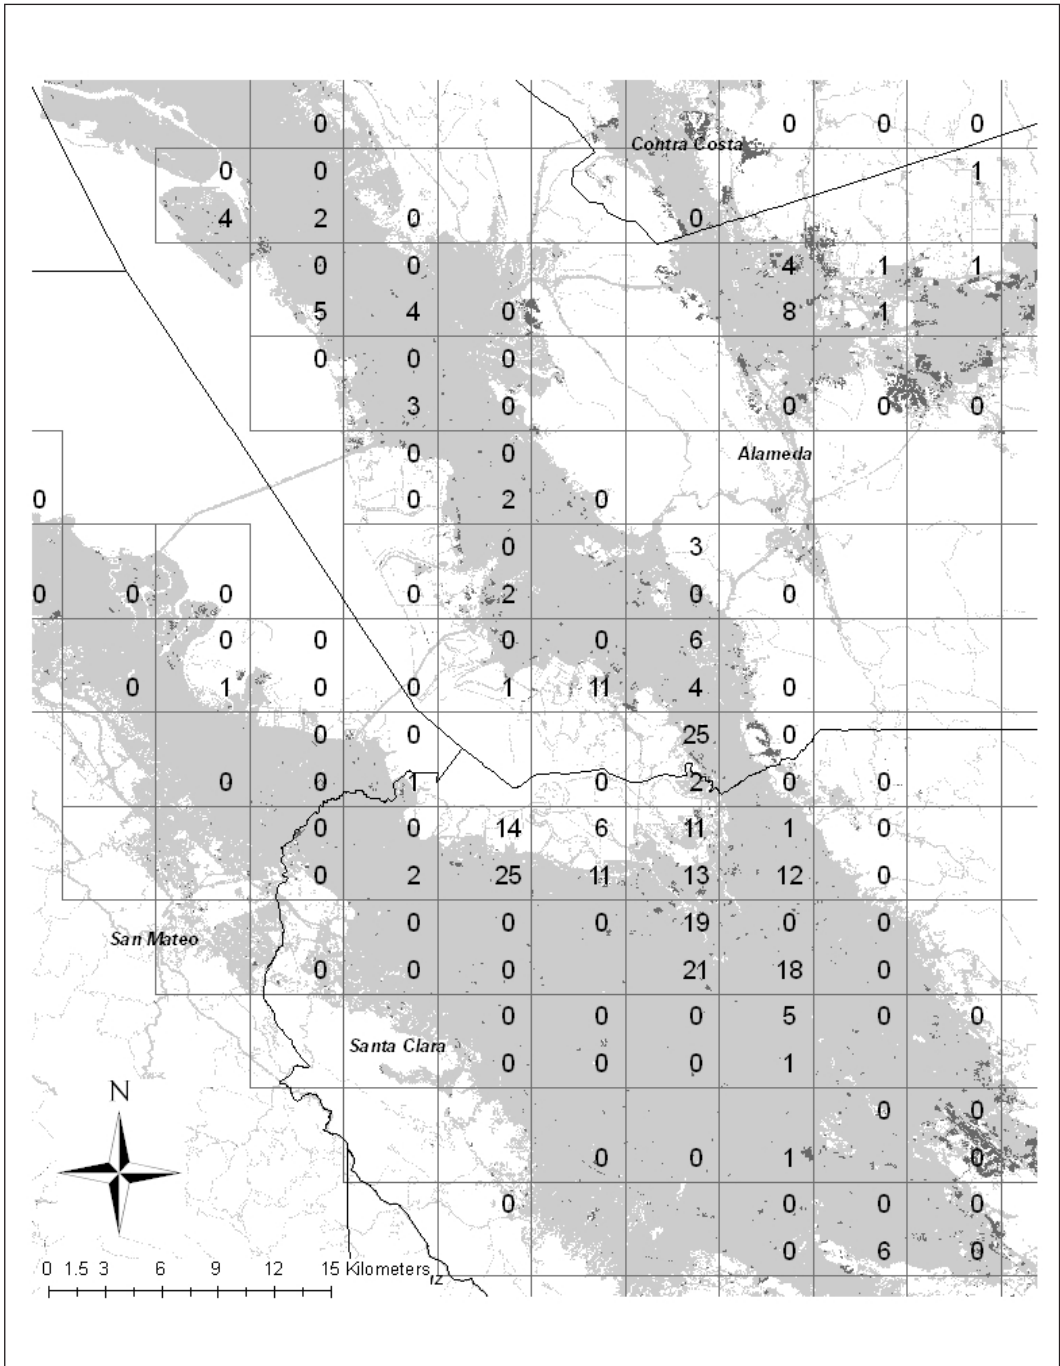 0 0 0 0
Contra Costa
0 0 1
4 2 0 0
0 0 4 1 1
5 4 0 8 1
0 0 0
3 0 0 0 0
0 0 Alameda
0 0 2 0
0 3
0 0 0 0 2 0 0
0 0 0 0 6
0 1 0 0 1 11 4 0
0 0 25 0
0 0 1 0 2 0 0
0 0 14 6 11 1 0
0 2 25 11 13 12 0
0 0 0 19 0 0
San Mateo
0 0 0 21 18 0
0 0 0 5 0 0
Santa Clara
0 0 0 1
N
0 0
0 0 1 0
0 0 0 0
0 6 0
0 1.5 3 6 9 12 15 Kilometers